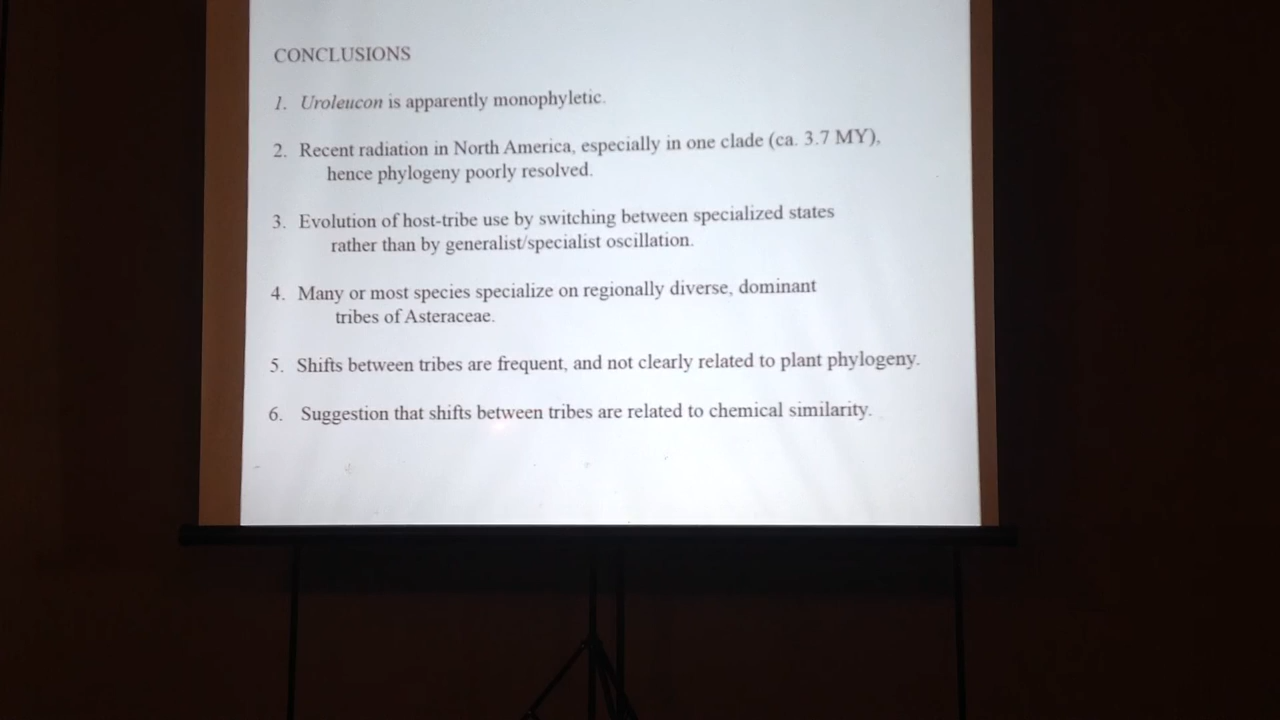 CONCLUSIONS
1. Uroleucon is apparently monophyletic.
2. Recent radiation in North America, especially in one clade (ca. 3.7 MY),
hence phylogeny poorly resolved.
3. Evolution of host-tribe use by switching between specialized states
rather than by generalist/specialist oscillation.
4. Many or most species specialize on regionally diverse, dominant
tribes of Asteraceae.
5. Shifts between tribes are frequent, and not clearly related to plant phylogeny.
6. Suggestion that shifts between tribes are related to chemical similarity.